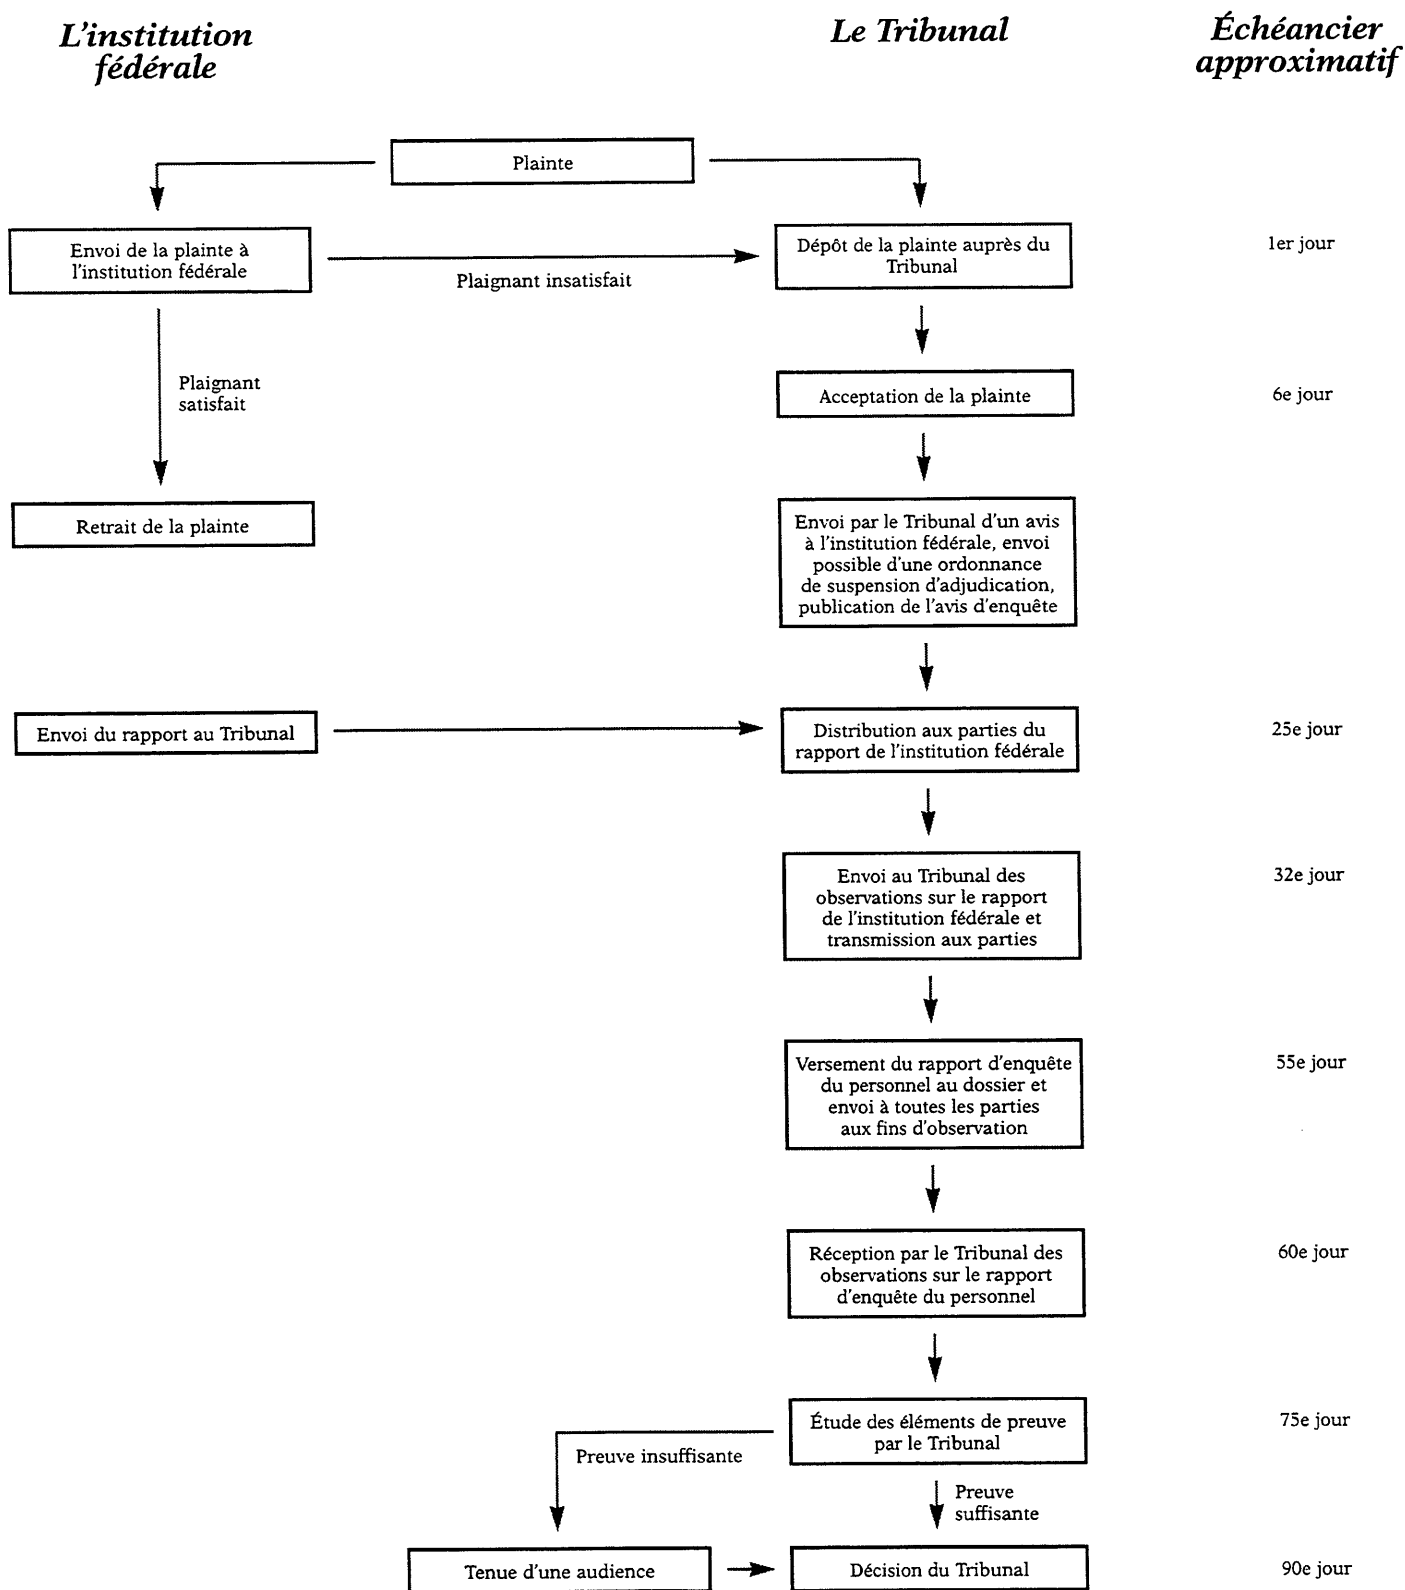 L'institution
fédérale
Le Tribunal
Échéancier
approximatif
Plainte
Envoi de la plainte à
l'institution fédérale
Plaignant insatisfait
Dépôt de la plainte auprès du
Tribunal
1er jour
Plaignant
satisfait
Acceptation de la plainte
6e jour
Retrait de la plainte
Envoi par le Tribunal d'un avis
à l'institution fédérale, envoi
possible d'une ordonnance
de suspension d'adjudication,
publication de l'avis d'enquête
Envoi du rapport au Tribunal
Distribution aux parties du
rapport de l'institution fédérale
25e jour
Envoi au Tribunal des
observations sur le rapport
de l'institution fédérale et
transmission aux parties
32e jour
Versement du rapport d'enquête
du personnel au dossier et
envoi à toutes les parties
aux fins d'observation
55e jour
Réception par le Tribunal des
observations sur le rapport
d'enquête du personnel
60e jour
Étude des éléments de preuve
par le Tribunal
75e jour
Preuve insuffisante
Preuve
suffisante
Tenue d'une audience
Décision du Tribunal
90e jour